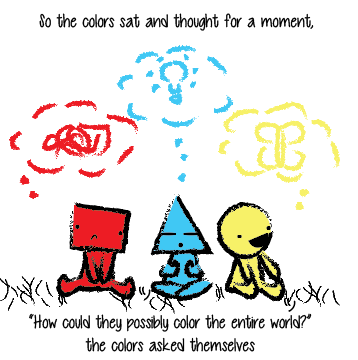 So the colors sat and thought for a moment,
"How could they possibly color the entire world?"
the colors asked themselves